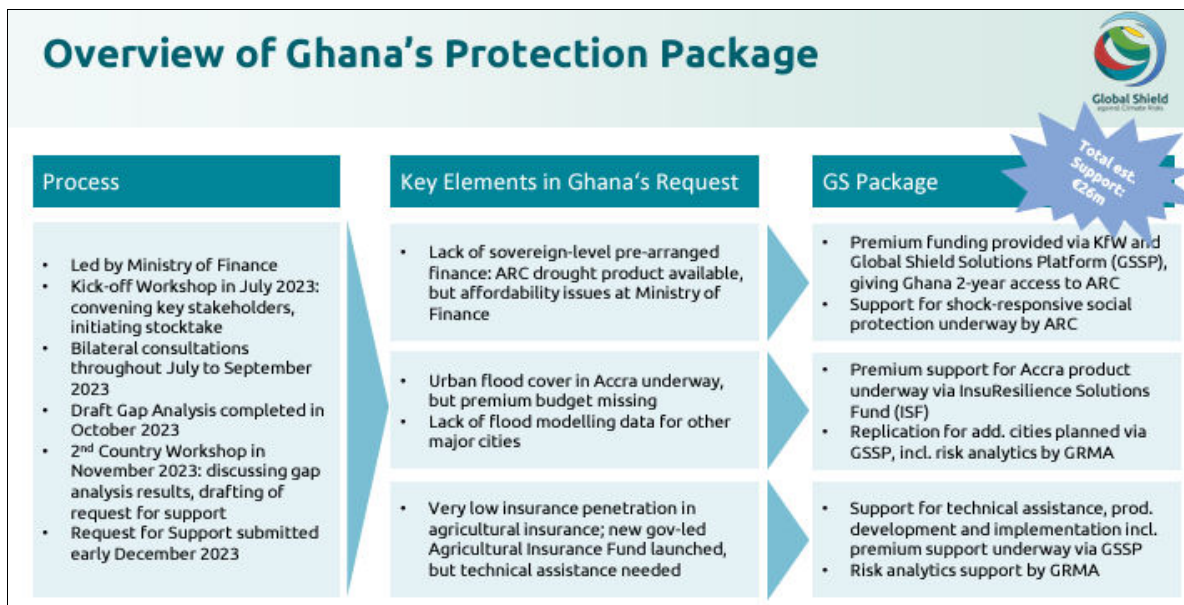 Overview of Ghana's Protection Package
Global Shield
against Climate Risks
Total est.
Support:
€26m
Process
• Led by Ministry of Finance
• Kick-off Workshop in July 2023:
convening key stakeholders,
initiating stocktake
• Bilateral consultations
throughout July to September
2023
• Draft Gap Analysis completed in
October 2023
• 2nd Country Workshop in
November 2023: discussing gap
analysis results, drafting of
request for support
• Request for Support submitted
early December 2023
Key Elements in Ghana‘s Request
• Lack of sovereign-level pre-arranged
finance: ARC drought product available,
but affordability issues at Ministry of
Finance
• Urban flood cover in Accra underway,
but premium budget missing
• Lack of flood modelling data for other
major cities
• Very low insurance penetration in
agricultural insurance; new gov-led
Agricultural Insurance Fund launched,
but technical assistance needed
GS Package
• Premium funding provided via KfW and
Global Shield Solutions Platform (GSSP),
giving Ghana 2-year access to ARC
• Support for shock-responsive social
protection underway by ARC
• Premium support for Accra product
underway via InsuResilience Solutions
Fund (ISF)
• Replication for add. cities planned via
GSSP, incl. risk analytics by GRMA
• Support for technical assistance, prod.
development and implementation incl.
premium support underway via GSSP
• Risk analytics support by GRMA